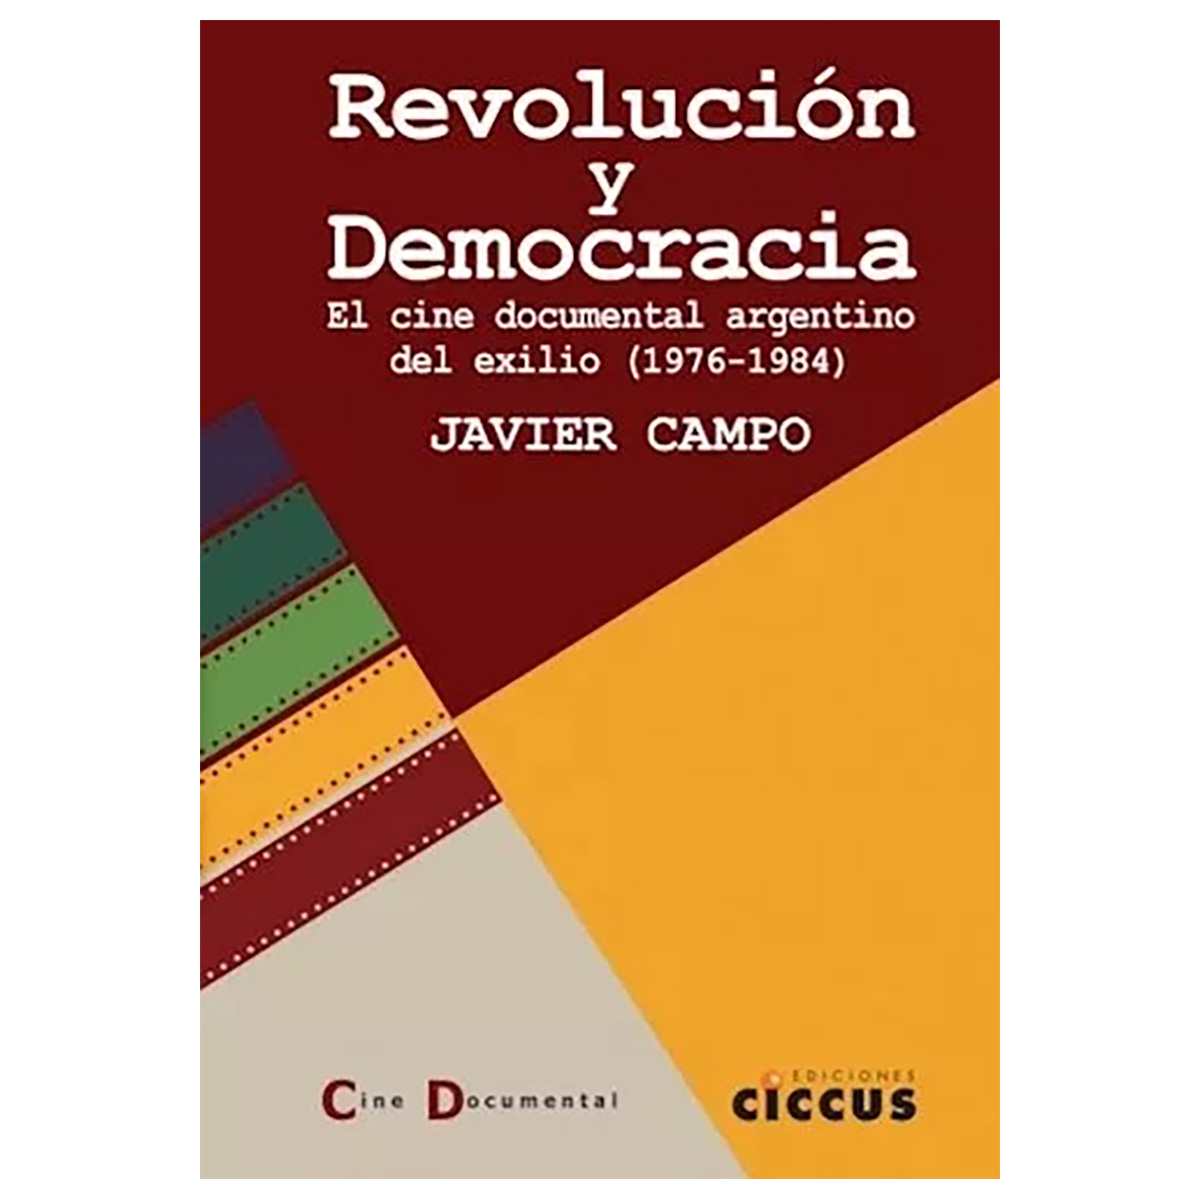 Revolución
y
Democracia
El cine documental argentino
del exilio (1976-1984)
JAVIER CAMPO
Cine Documental
EDICIONES
CICCUS